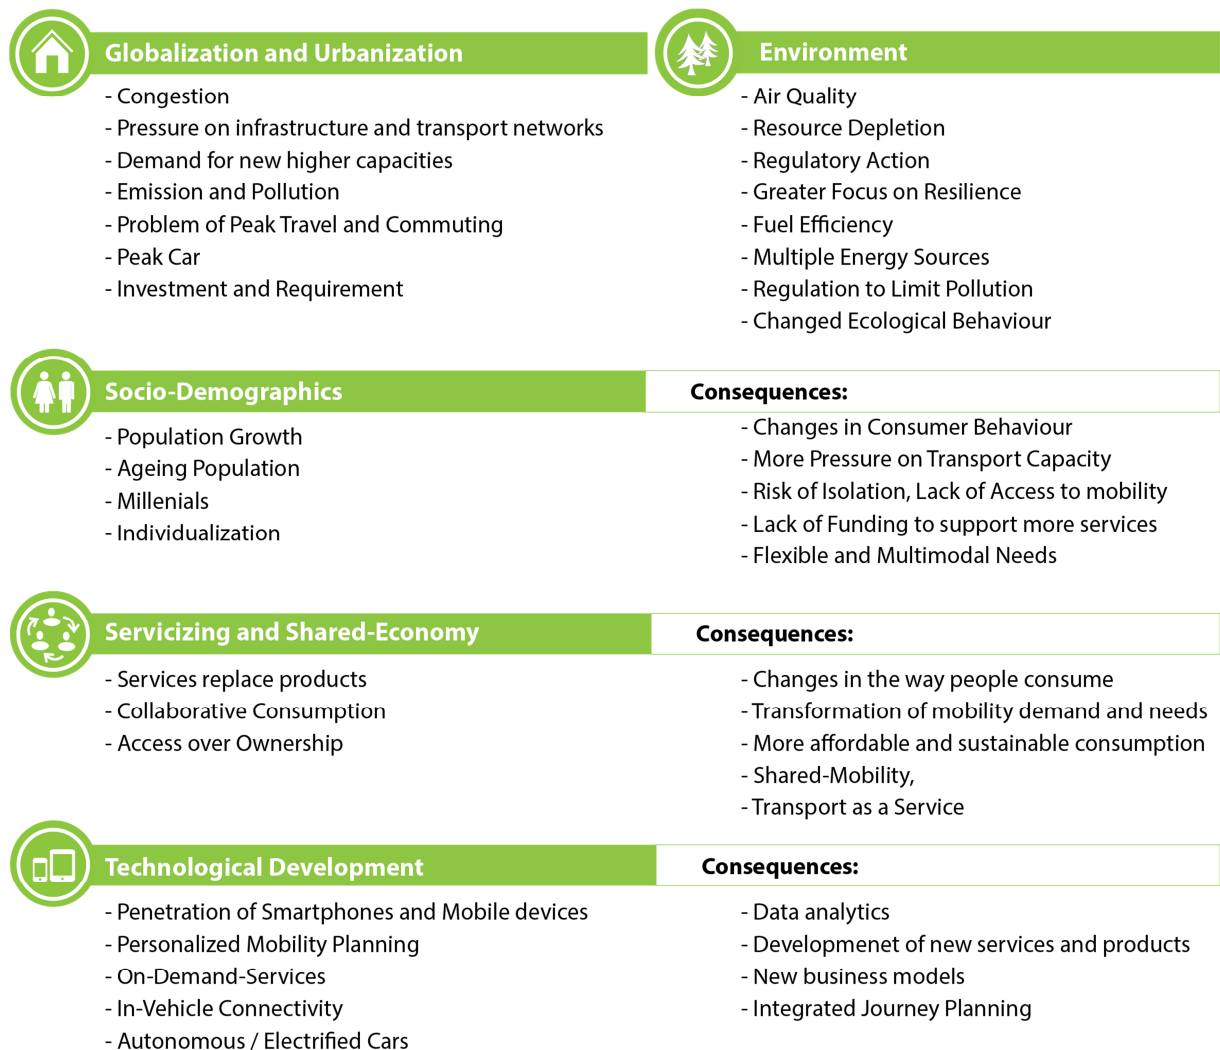 Globalization and Urbanization
- Congestion
- Pressure on infrastructure and transport networks
- Demand for new higher capacities
- Emission and Pollution
- Problem of Peak Travel and Commuting
- Peak Car
- Investment and Requirement
Environment
- Air Quality
- Resource Depletion
- Regulatory Action
- Greater Focus on Resilience
- Fuel Efficiency
- Multiple Energy Sources
- Regulation to Limit Pollution
- Changed Ecological Behaviour
Socio-Demographics
- Population Growth
- Ageing Population
- Millenials
- Individualization
Consequences:
- Changes in Consumer Behaviour
- More Pressure on Transport Capacity
- Risk of Isolation, Lack of Access to mobility
- Lack of Funding to support more services
- Flexible and Multimodal Needs
Servicizing and Shared-Economy
- Services replace products
- Collaborative Consumption
- Access over Ownership
Consequences:
- Changes in the way people consume
- Transformation of mobility demand and needs
- More affordable and sustainable consumption
- Shared-Mobility,
- Transport as a Service
Technological Development
- Penetration of Smartphones and Mobile devices
- Personalized Mobility Planning
- On-Demand-Services
- In-Vehicle Connectivity
- Autonomous / Electrified Cars
Consequences:
- Data analytics
- Developmenet of new services and products
- New business models
- Integrated Journey Planning